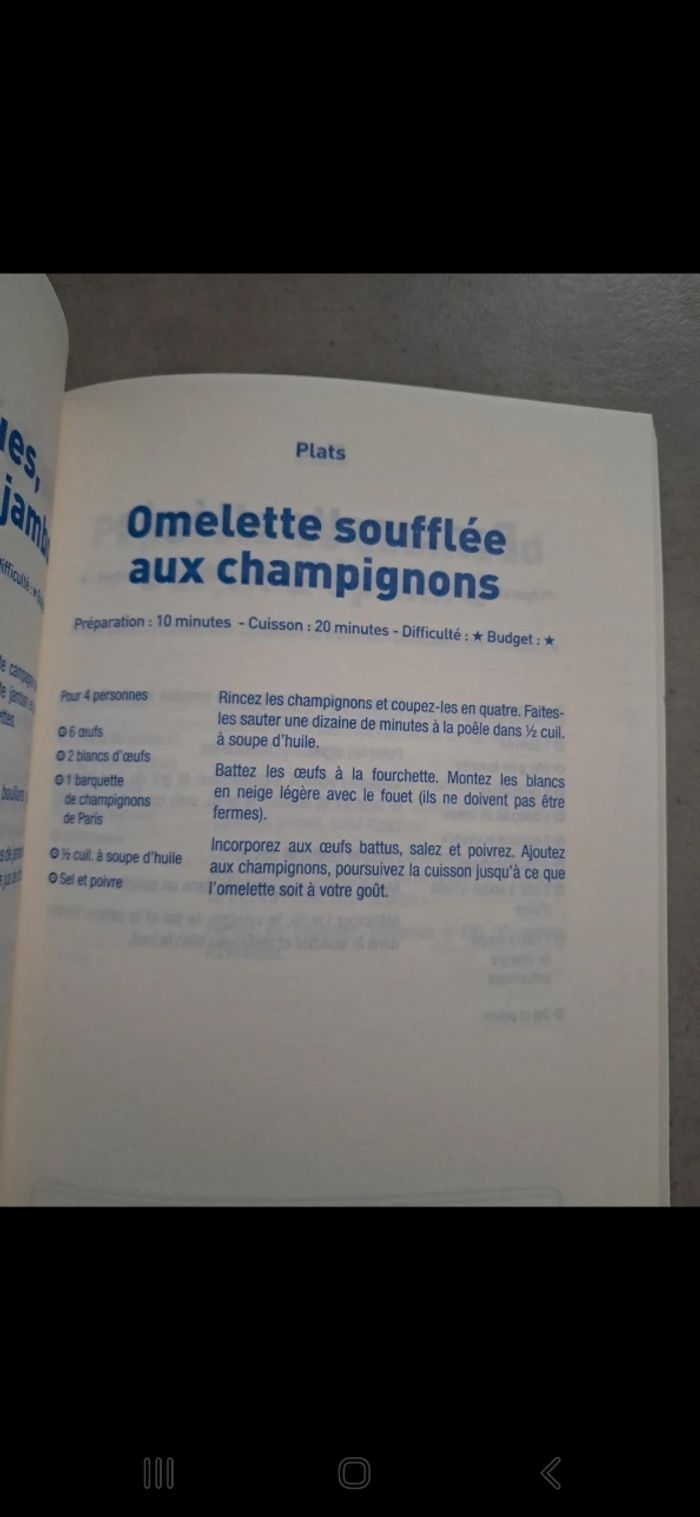 Plats
Omelette soufflée
aux champignons
Préparation : 10 minutes - Cuisson : 20 minutes - Difficulté : ★ Budget : ★
Pour 4 personnes
6 œufs
2 blancs d'œufs
1 barquette
de champignons
de Paris
½ cuil. à soupe d'huile
Sel et poivre
Rincez les champignons et coupez-les en quatre. Faites-
les sauter une dizaine de minutes à la poêle dans ½ cuil.
à soupe d'huile.
Battez les œufs à la fourchette. Montez les blancs
en neige légère avec le fouet (ils ne doivent pas être
fermes).
Incorporez aux œufs battus, salez et poivrez. Ajoutez
aux champignons, poursuivez la cuisson jusqu'à ce que
l'omelette soit à votre goût.